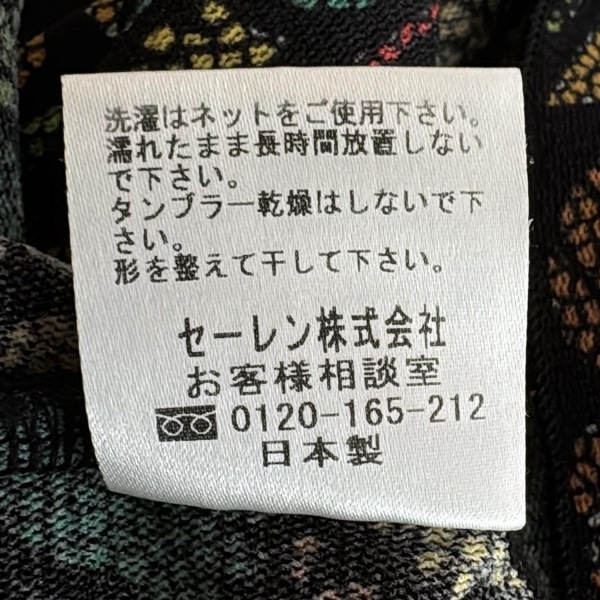 洗濯はネットをご使用下さい。
濡れたまま長時間放置しない
で下さい。
タンブラー乾燥はしないで下
さい。
形を整えて干して下さい。
セーレン株式会社
お客様相談室
0120-165-212
日本製